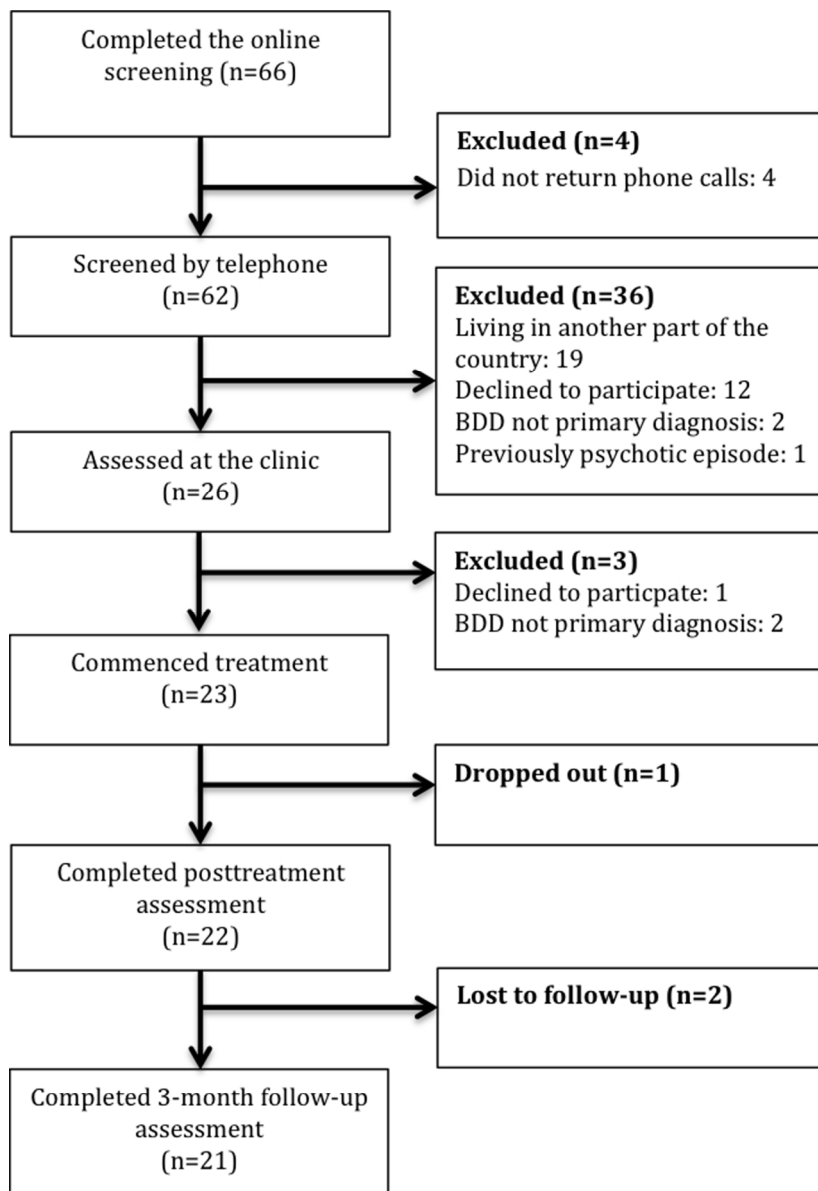 Completed the online
screening (n=66)
Excluded (n=4)
Did not return phone calls: 4
Screened by telephone
(n=62)
Excluded (n=36)
Living in another part of the
country: 19
Declined to participate: 12
BDD not primary diagnosis: 2
Previously psychotic episode: 1
Assessed at the clinic
(n=26)
Excluded (n=3)
Declined to particpate: 1
BDD not primary diagnosis: 2
Commenced treatment
(n=23)
Dropped out (n=1)
Completed posttreatment
assessment
(n=22)
Lost to follow-up (n=2)
Completed 3-month follow-up
assessment
(n=21)